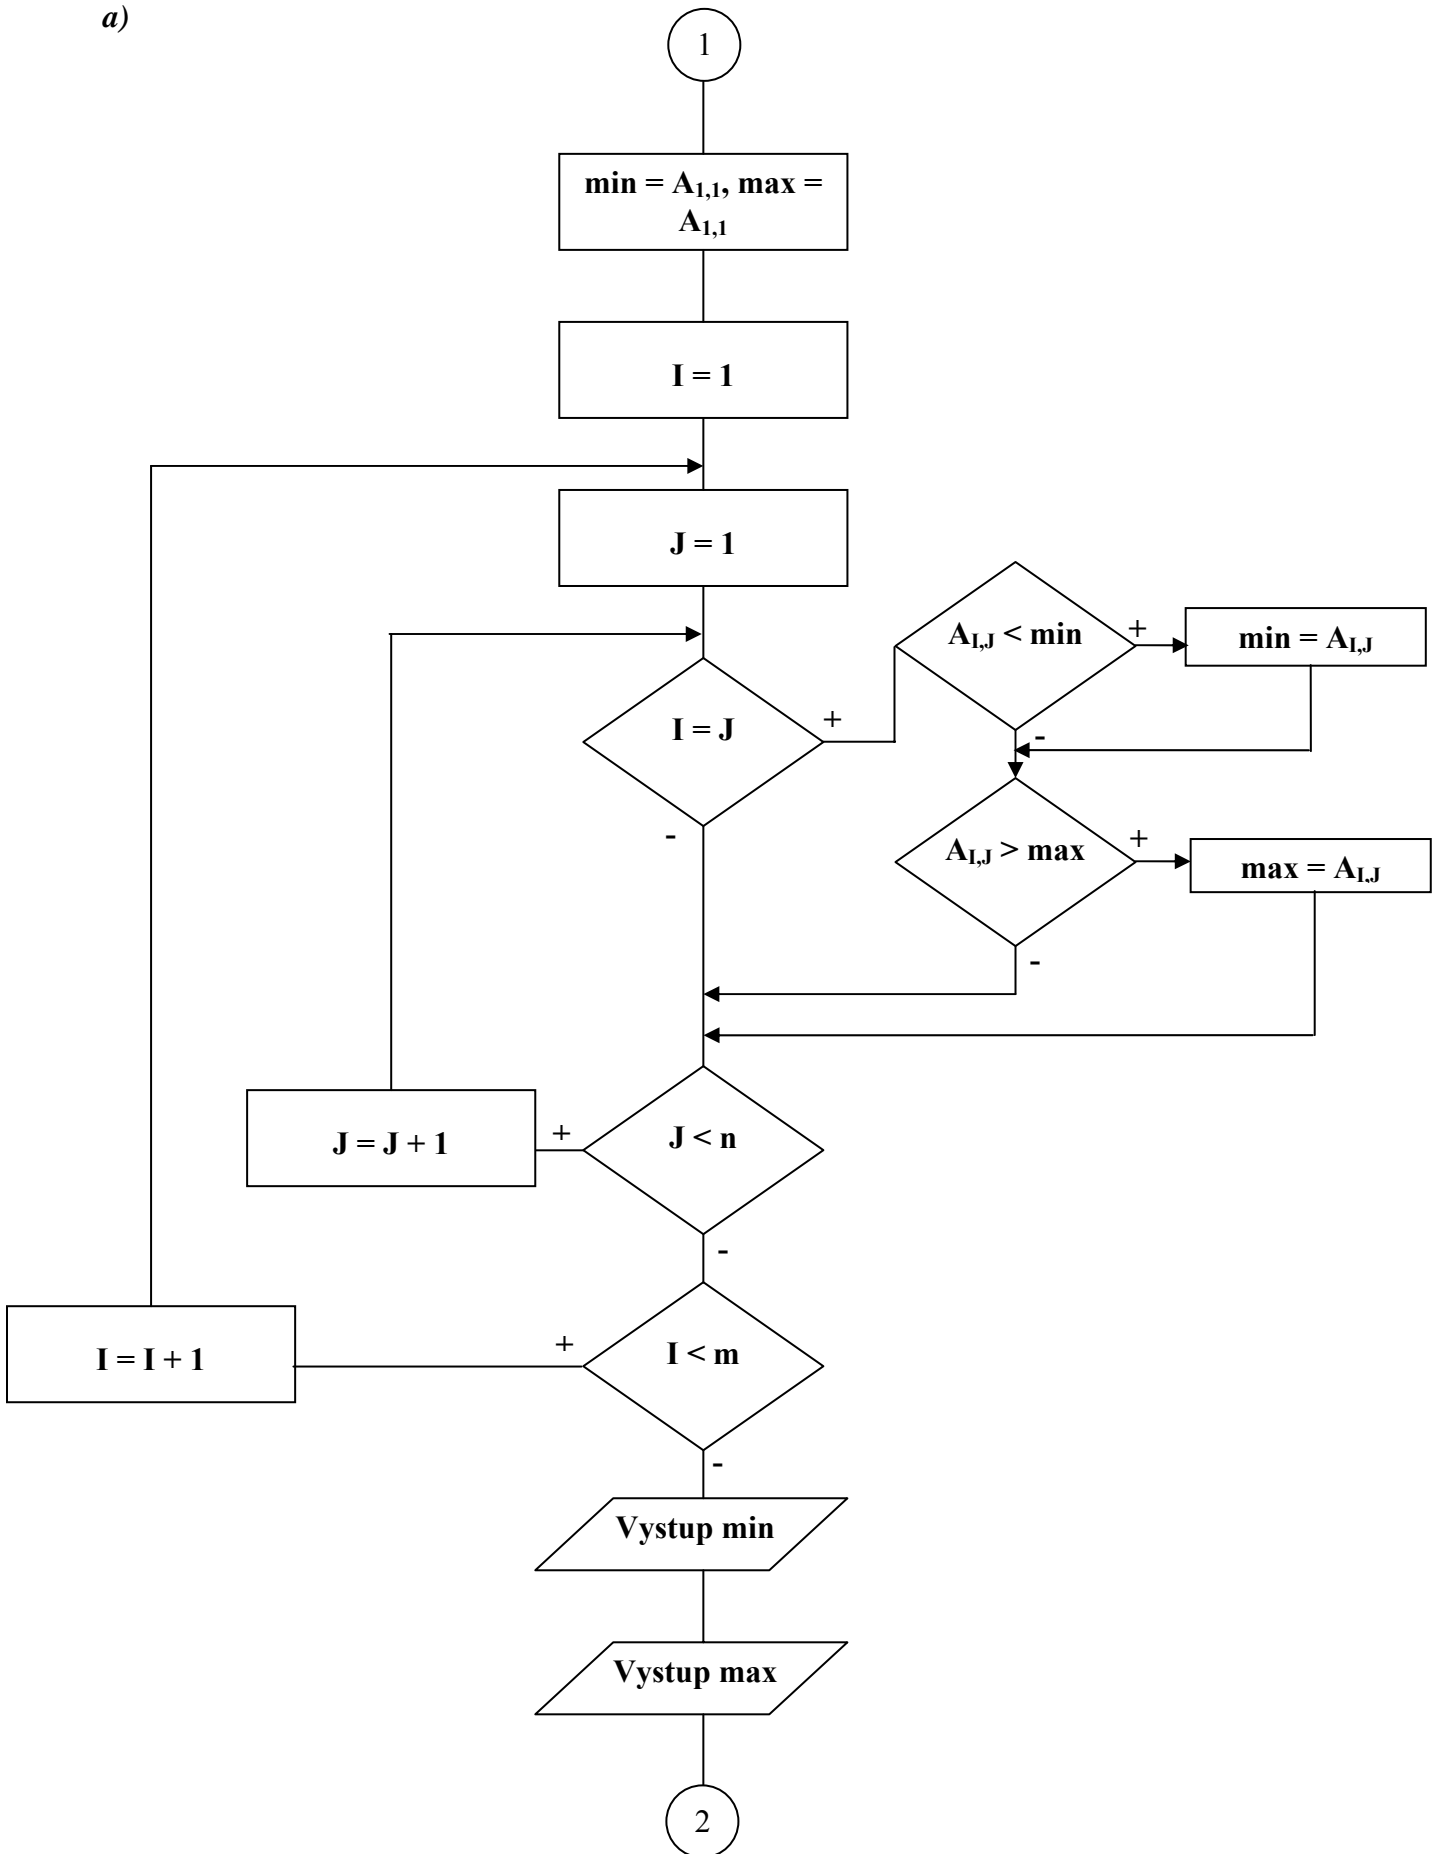 a)
1
min = A1,1, max =
A1,1
I = 1
J = 1
AI,J < min
+
min = AI,J
I = J
+
-
-
AI,J > max
+
max = AI,J
-
J < n
+
J = J + 1
-
I < m
+
I = I + 1
-
Vystup min
Vystup max
2